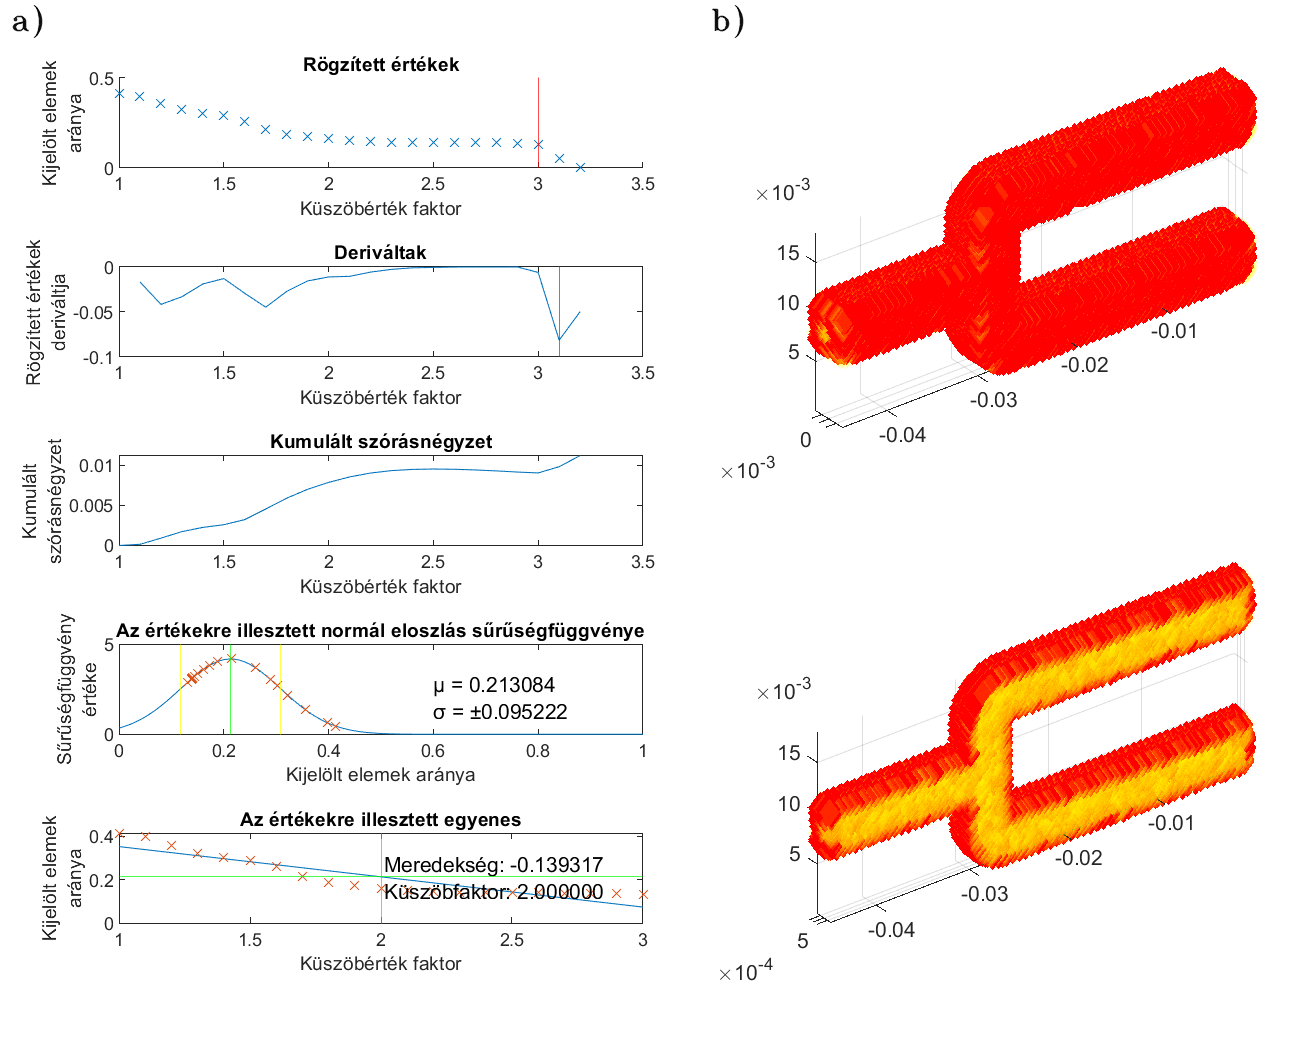 a)
Rögzített értékek
Kijelölt elemek
aránya
0.5
0
1
1.5
2
2.5
3
3.5
Küszöbérték faktor
Deriváltak
Rögzített értékek
deriváltja
0
-0.05
-0.1
1
1.5
2
2.5
3
3.5
Küszöbérték faktor
Kumulált szórásnégyzet
Kumulált
szórásnégyzet
0.01
0.005
0
1
1.5
2
2.5
3
3.5
Küszöbérték faktor
Az értékekre illesztett normál eloszlás sűrűségfüggvénye
Sűrűségfüggvény
értéke
5
0
μ = 0.213084
σ = ±0.095222
0
0.2
0.4
0.6
0.8
1
Kijelölt elemek aránya
Az értékekre illesztett egyenes
Kijelölt elemek
aránya
0.4
0.2
0
Meredekség: -0.139317
Küszöbfaktor: 2.000000
1
1.5
2
2.5
3
Küszöbérték faktor
b)
×10-3
15
10
5
0
×10-3
-0.04
-0.03
-0.02
-0.01
×10-3
15
10
5
5
×10-4
-0.04
-0.03
-0.02
-0.01